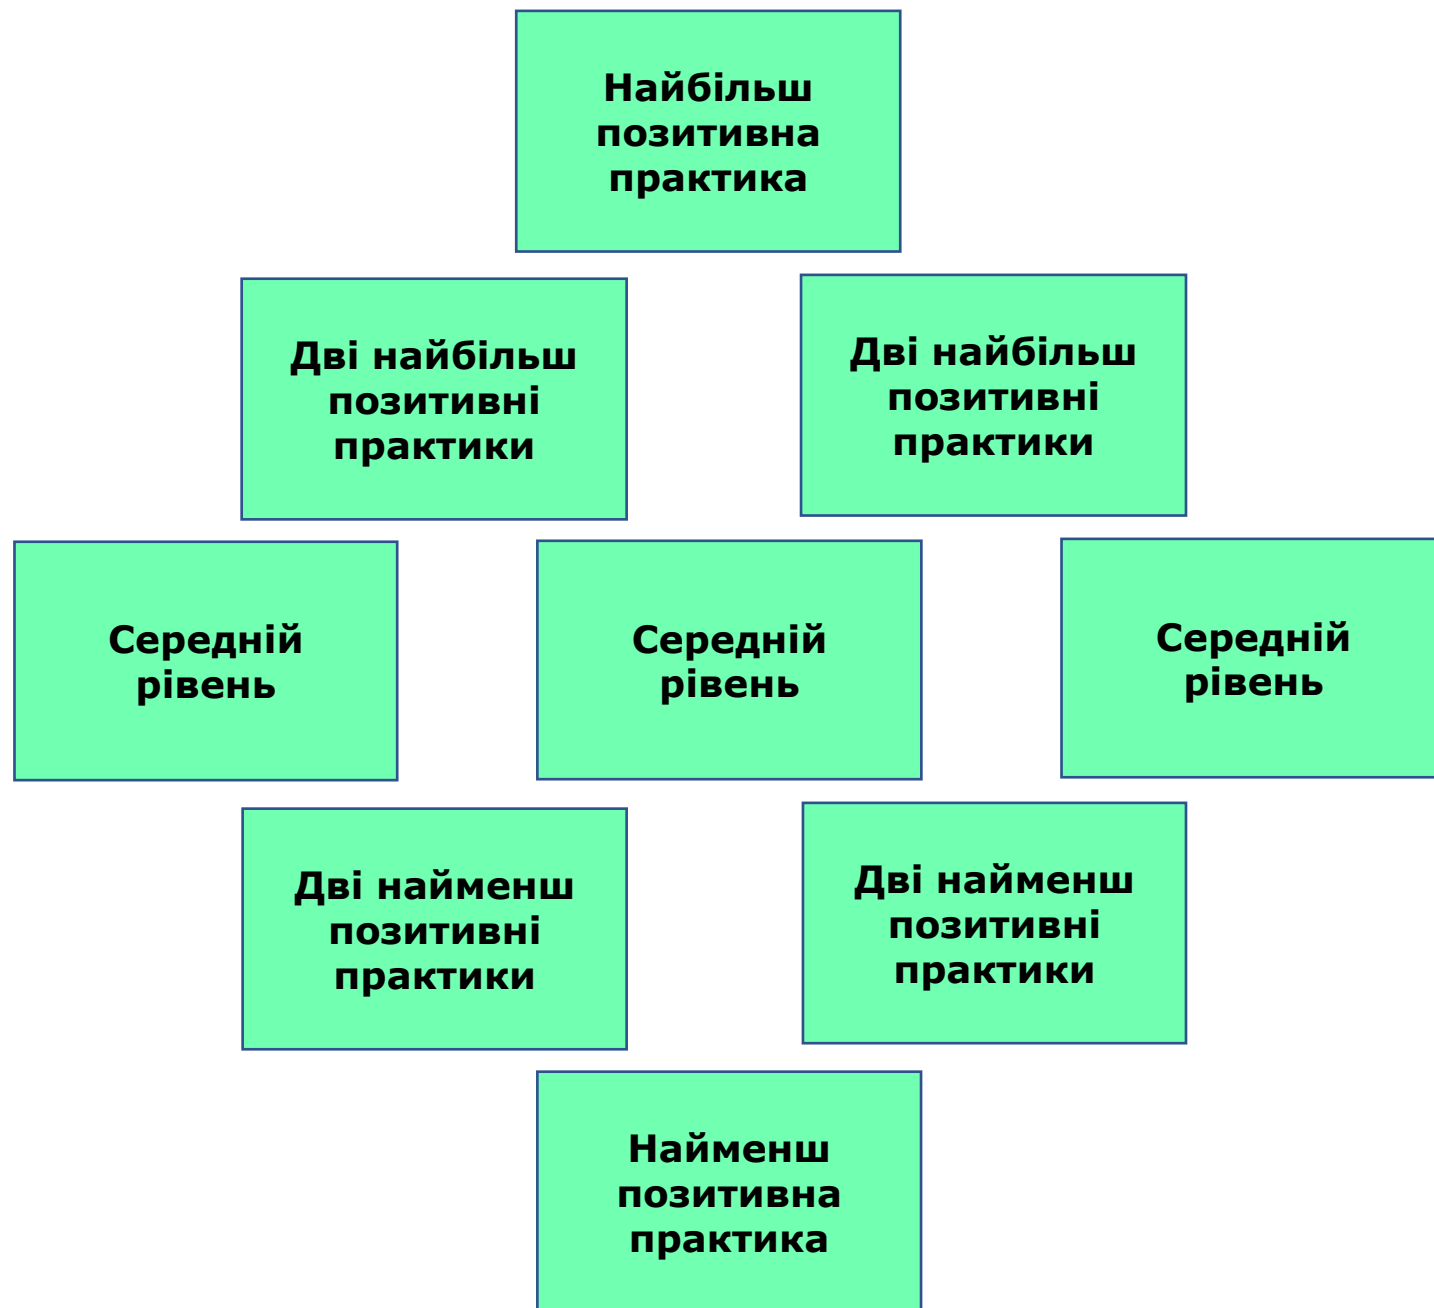 Найбільш
позитивна
практика
Дві найбільш
позитивні
практики
Дві найбільш
позитивні
практики
Середній
рівень
Середній
рівень
Середній
рівень
Дві найменш
позитивні
практики
Дві найменш
позитивні
практики
Найменш
позитивна
практика